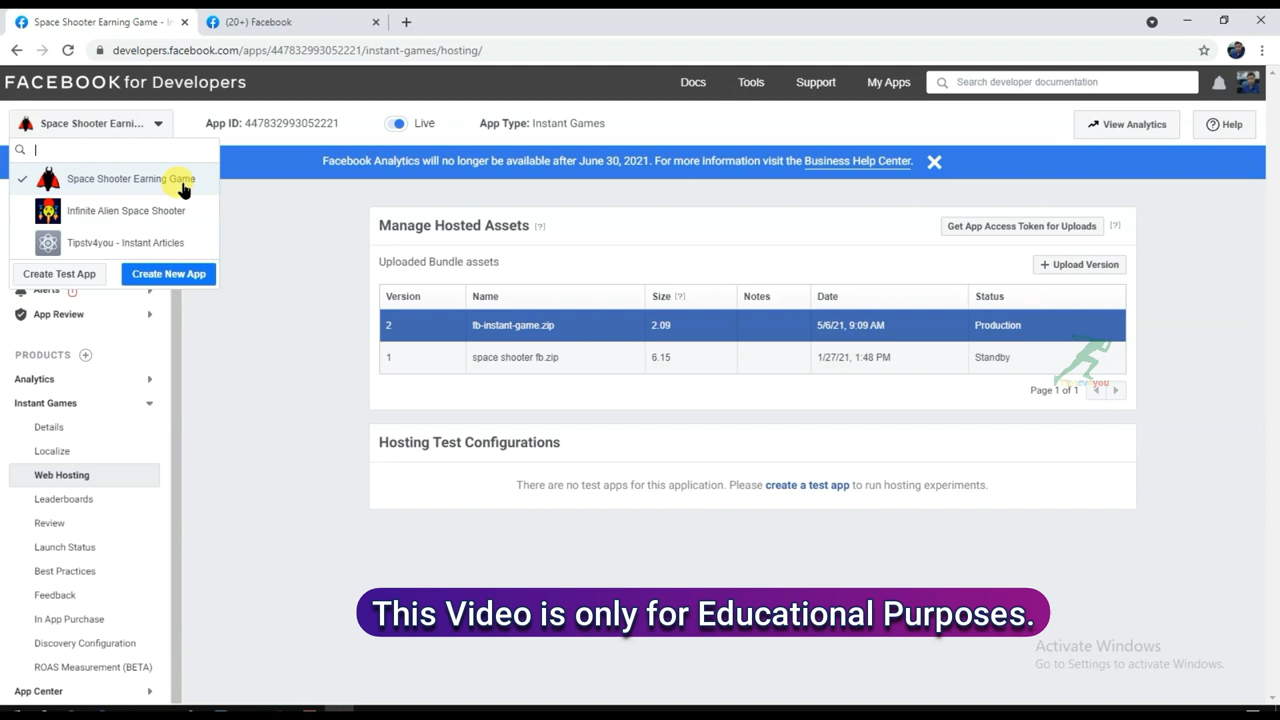 Space Shooter Earning Game - In
(20+) Facebook
developers.facebook.com/apps/447832993052221/instant-games/hosting/
FACEBOOK for Developers
Docs
Tools
Support
My Apps
Search developer documentation
Space Shooter Earni...
App ID: 447832993052221
Live
App Type: Instant Games
View Analytics
Help
Facebook Analytics will no longer be available after June 30, 2021. For more information visit the Business Help Center.
Space Shooter Earning Game
Infinite Alien Space Shooter
Tipstv4you - Instant Articles
Create Test App
Create New App
Alerts
App Review
PRODUCTS
Analytics
Instant Games
Details
Localize
Web Hosting
Leaderboards
Review
Launch Status
Best Practices
Feedback
In App Purchase
Discovery Configuration
ROAS Measurement (BETA)
App Center
Manage Hosted Assets [?]
Get App Access Token for Uploads [?]
Uploaded Bundle assets
+ Upload Version
Version Name Size [?] Notes Date Status
2 fb-instant-game.zip 2.09 5/6/21, 9:09 AM Production
1 space shooter fb.zip 6.15 1/27/21, 1:48 PM Standby
Page 1 of 1
Hosting Test Configurations
There are no test apps for this application. Please create a test app to run hosting experiments.
This Video is only for Educational Purposes.
Activate Windows
Go to Settings to activate Windows.